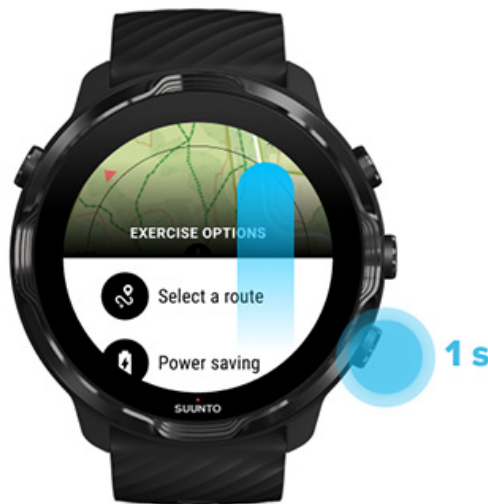 EXERCISE OPTIONS
Select a route
Power saving
SUUNTO
1 s